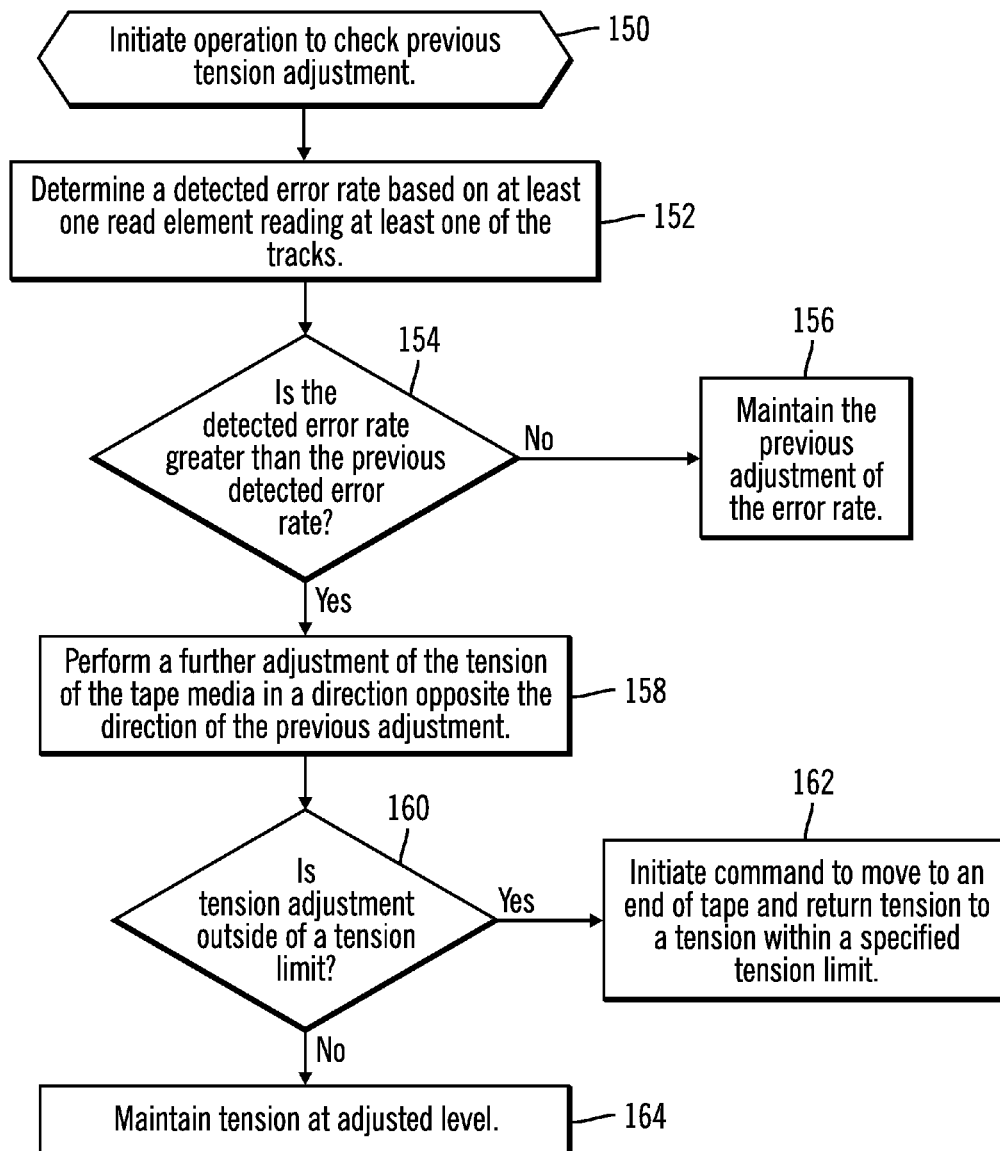 Initiate operation to check previous
tension adjustment.
150
Determine a detected error rate based on at least
one read element reading at least one of the
tracks.
152
154
Is the
detected error rate
greater than the previous
detected error
rate?
No
156
Maintain the
previous
adjustment of
the error rate.
Yes
Perform a further adjustment of the tension
of the tape media in a direction opposite the
direction of the previous adjustment.
158
160
Is
tension adjustment
outside of a tension
limit?
Yes
162
Initiate command to move to an
end of tape and return tension to
a tension within a specified
tension limit.
No
Maintain tension at adjusted level.
164